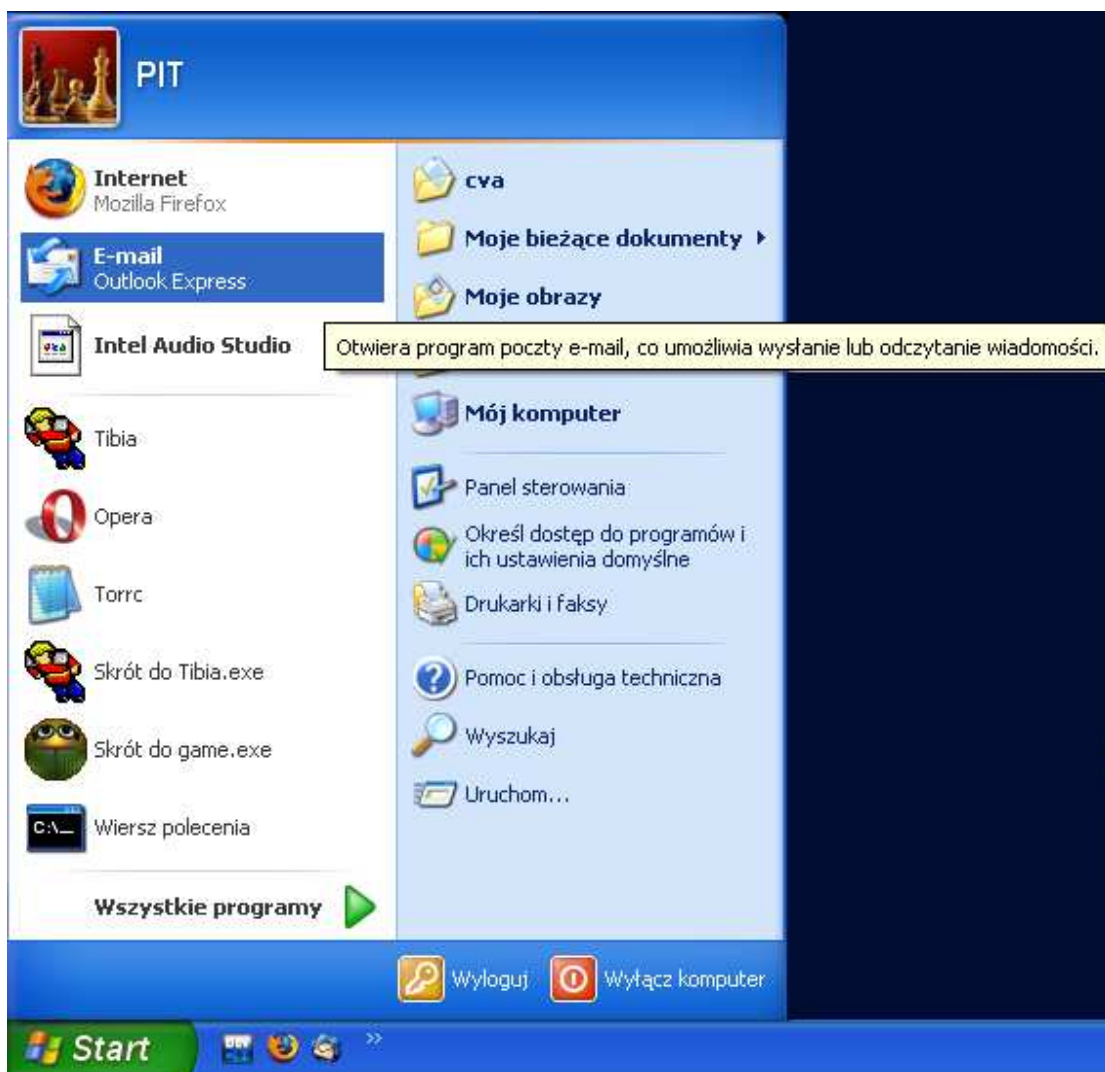 PIT
Internet
Mozilla Firefox
E-mail
Outlook Express
Intel Audio Studio
Tibia
Opera
Torrc
Skrót do Tibia.exe
Skrót do game.exe
C:\_
Wiersz polecenia
Wszystkie programy
cva
Moje bieżące dokumenty
Moje obrazy
Otwiera program poczty e-mail, co umożliwia wysłanie lub odczytanie wiadomości.
Mój komputer
Panel sterowania
Określ dostęp do programów i
ich ustawienia domyślne
Drukarki i faksy
Pomoc i obsługa techniczna
Wyszukaj
Uruchom...
Wyloguj
Wyłącz komputer
Start